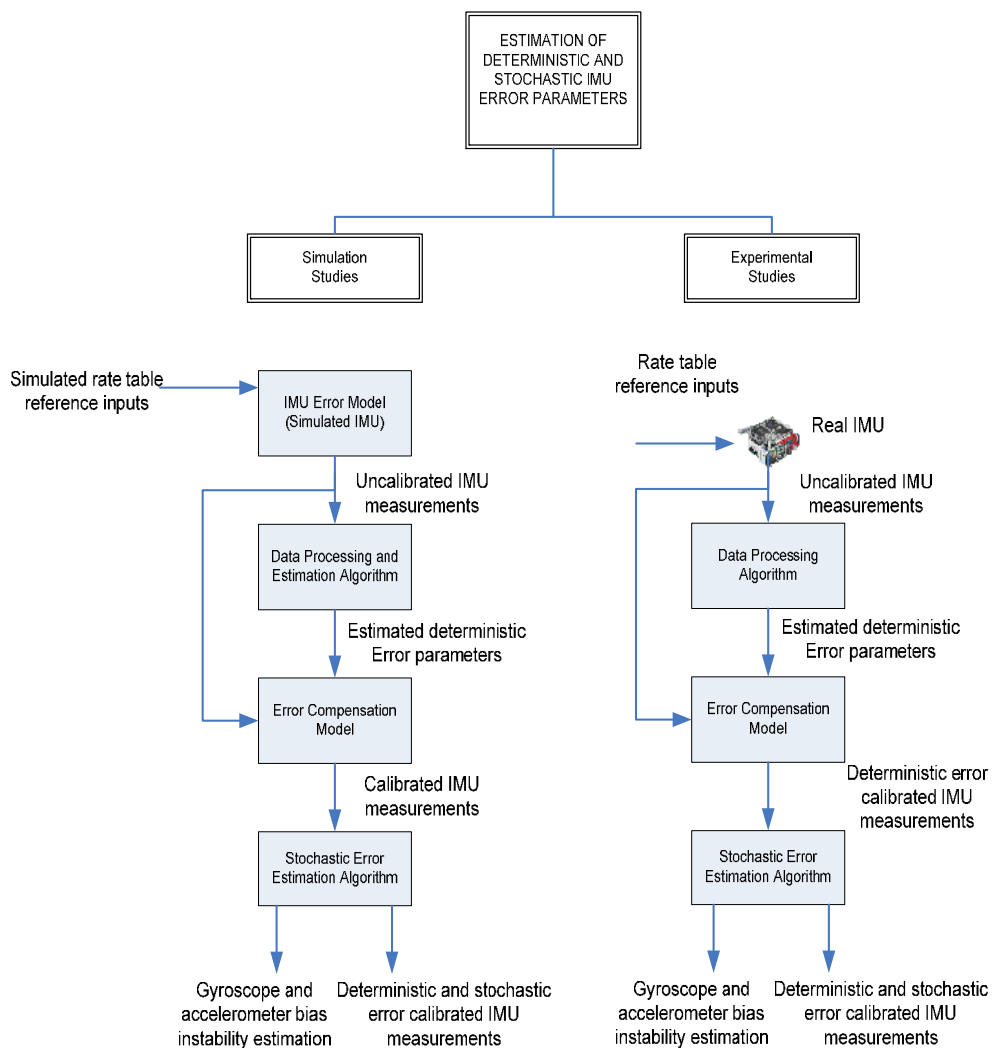 ESTIMATION OF
DETERMINISTIC AND
STOCHASTIC IMU
ERROR PARAMETERS
Simulation
Studies
Experimental
Studies
Simulated rate table
reference inputs
IMU Error Model
(Simulated IMU)
Uncalibrated IMU
measurements
Data Processing and
Estimation Algorithm
Estimated deterministic
Error parameters
Error Compensation
Model
Calibrated IMU
measurements
Stochastic Error
Estimation Algorithm
Gyroscope and
accelerometer bias
instability estimation
Deterministic and stochastic
error calibrated IMU
measurements
Rate table
reference inputs
Real IMU
Uncalibrated IMU
measurements
Data Processing
Algorithm
Estimated deterministic
Error parameters
Error Compensation
Model
Deterministic error
calibrated IMU
measurements
Stochastic Error
Estimation Algorithm
Gyroscope and
accelerometer bias
instability estimation
Deterministic and stochastic
error calibrated IMU
measurements